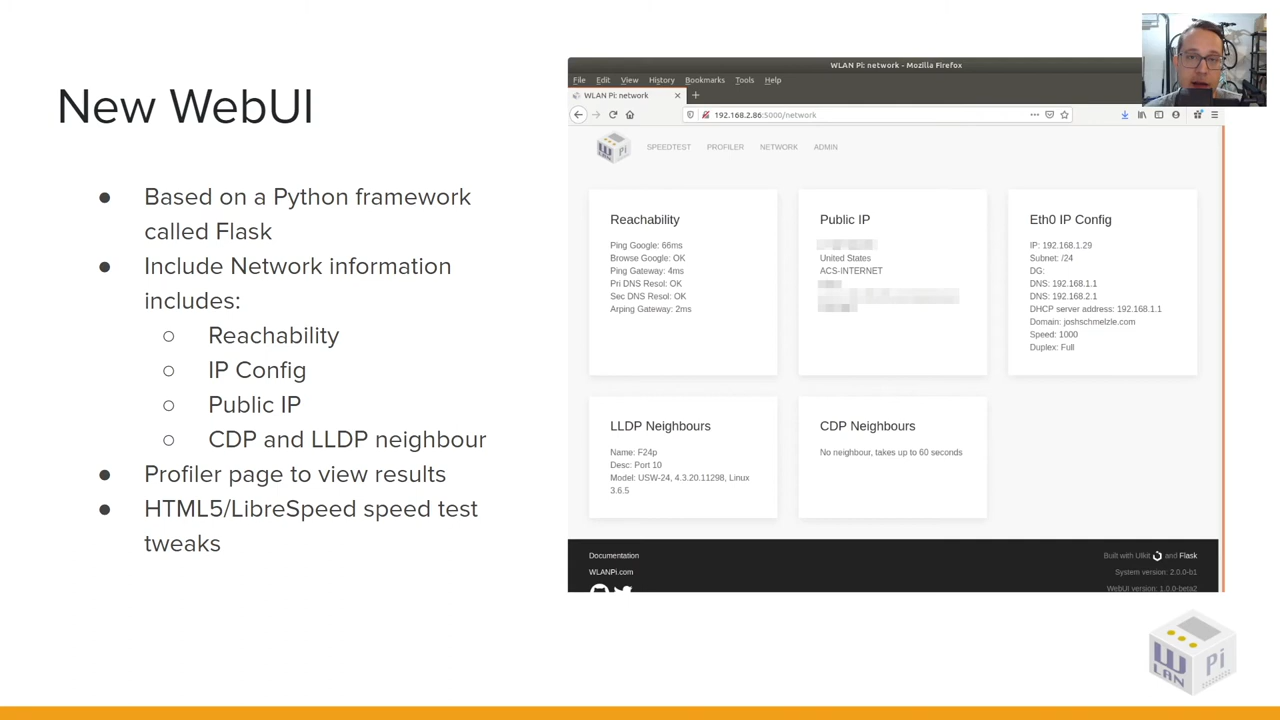 New WebUI
● Based on a Python framework
called Flask
● Include Network information
includes:
○ Reachability
○ IP Config
○ Public IP
○ CDP and LLDP neighbour
● Profiler page to view results
● HTML5/LibreSpeed speed test
tweaks
WLAN Pi: network - Mozilla Firefox
File Edit View History Bookmarks Tools Help
WLAN Pi: network
192.168.2.86:5000/network
W Pi
SPEEDTEST PROFILER NETWORK ADMIN
Reachability
Ping Google: 66ms
Browse Google: OK
Ping Gateway: 4ms
Pri DNS Resol: OK
Sec DNS Resol: OK
Arping Gateway: 2ms
Public IP
United States
ACS-INTERNET
Eth0 IP Config
IP: 192.168.1.29
Subnet: /24
DG:
DNS: 192.168.1.1
DNS: 192.168.2.1
DHCP server address: 192.168.1.1
Domain: joshschmelzle.com
Speed: 1000
Duplex: Full
LLDP Neighbours
Name: F24p
Desc: Port 10
Model: USW-24, 4.3.20.11298, Linux
3.6.5
CDP Neighbours
No neighbour, takes up to 60 seconds
Documentation
WLANPi.com
Built with UIkit and Flask
System version: 2.0.0-b1
WebUI version: 1.0.0-beta2
W Pi
LAN